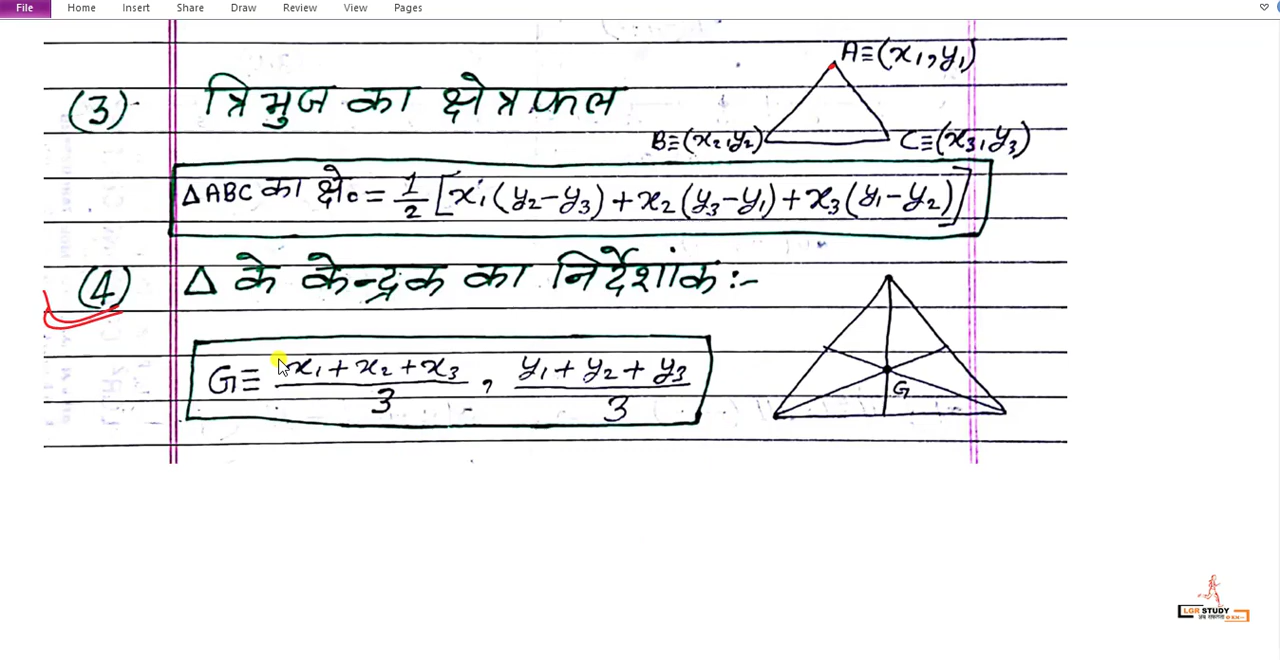 File Home Insert Share Draw Review View Pages
A≡(x₁,y₁)
(3) त्रिभुज का क्षेत्रफल
B≡(x₂,y₂) C≡(x₃,y₃)
△ABC का क्षे० = 1/2 [x₁(y₂-y₃)+x₂(y₃-y₁)+x₃(y₁-y₂)]
(4) △ के केन्द्रक का निर्देशांक:-
G≡ x₁+x₂+x₃/3 , y₁+y₂+y₃/3
G
LGR STUDY